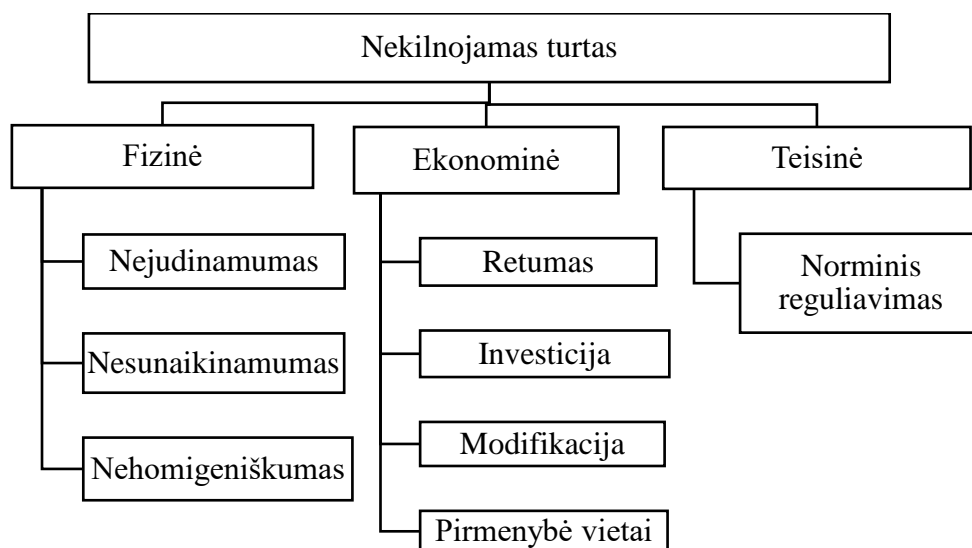 Nekilnojamas turtas
Fizinė
Ekonominė
Teisinė
Nejudinamumas
Nesunaikinamumas
Nehomigeniškumas
Retumas
Investicija
Modifikacija
Pirmenybė vietai
Norminis
reguliavimas